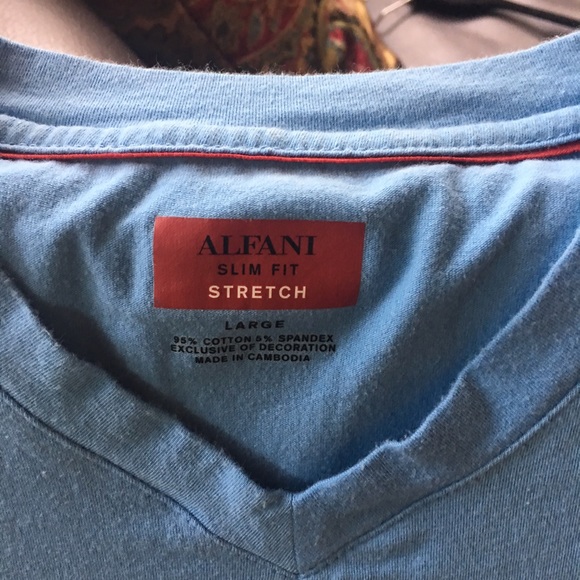 ALFANI
SLIM FIT
STRETCH
LARGE
95% COTTON 5% SPANDEX
EXCLUSIVE OF DECORATION
MADE IN CAMBODIA